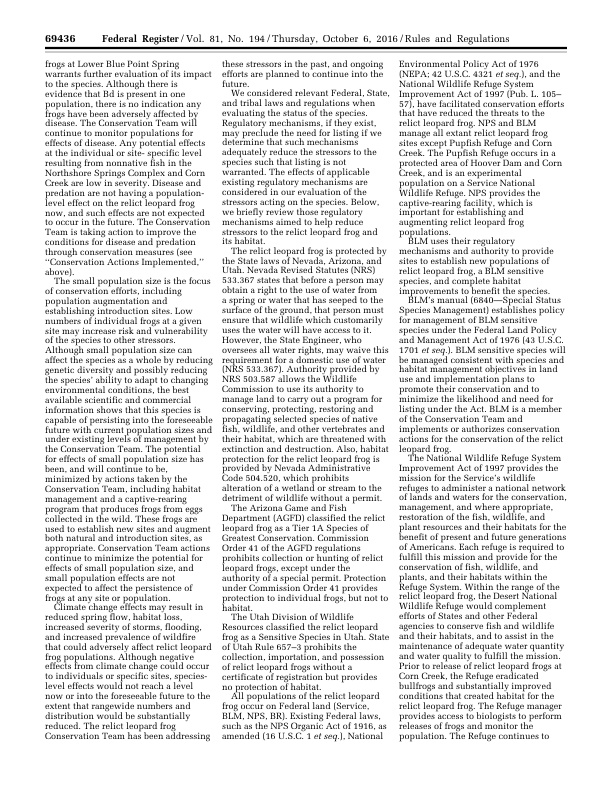 69436 Federal Register / Vol. 81, No. 194 / Thursday, October 6, 2016 / Rules and Regulations
frogs at Lower Blue Point Spring
warrants further evaluation of its impact
to the species. Although there is
evidence that Bd is present in one
population, there is no indication any
frogs have been adversely affected by
disease. The Conservation Team will
continue to monitor populations for
effects of disease. Any potential effects
at the individual or site- specific level
resulting from nonnative fish in the
Northshore Springs Complex and Corn
Creek are low in severity. Disease and
predation are not having a population-
level effect on the relict leopard frog
now, and such effects are not expected
to occur in the future. The Conservation
Team is taking action to improve the
conditions for disease and predation
through conservation measures (see
‘‘Conservation Actions Implemented,’’
above).
The small population size is the focus
of conservation efforts, including
population augmentation and
establishing introduction sites. Low
numbers of individual frogs at a given
site may increase risk and vulnerability
of the species to other stressors.
Although small population size can
affect the species as a whole by reducing
genetic diversity and possibly reducing
the species’ ability to adapt to changing
environmental conditions, the best
available scientific and commercial
information shows that this species is
capable of persisting into the foreseeable
future with current population sizes and
under existing levels of management by
the Conservation Team. The potential
for effects of small population size has
been, and will continue to be,
minimized by actions taken by the
Conservation Team, including habitat
management and a captive-rearing
program that produces frogs from eggs
collected in the wild. These frogs are
used to establish new sites and augment
both natural and introduction sites, as
appropriate. Conservation Team actions
continue to minimize the potential for
effects of small population size, and
small population effects are not
expected to affect the persistence of
frogs at any site or population.
Climate change effects may result in
reduced spring flow, habitat loss,
increased severity of storms, flooding,
and increased prevalence of wildfire
that could adversely affect relict leopard
frog populations. Although negative
effects from climate change could occur
to individuals or specific sites, species-
level effects would not reach a level
now or into the foreseeable future to the
extent that rangewide numbers and
distribution would be substantially
reduced. The relict leopard frog
Conservation Team has been addressing
these stressors in the past, and ongoing
efforts are planned to continue into the
future.
We considered relevant Federal, State,
and tribal laws and regulations when
evaluating the status of the species.
Regulatory mechanisms, if they exist,
may preclude the need for listing if we
determine that such mechanisms
adequately reduce the stressors to the
species such that listing is not
warranted. The effects of applicable
existing regulatory mechanisms are
considered in our evaluation of the
stressors acting on the species. Below,
we briefly review those regulatory
mechanisms aimed to help reduce
stressors to the relict leopard frog and
its habitat.
The relict leopard frog is protected by
the State laws of Nevada, Arizona, and
Utah. Nevada Revised Statutes (NRS)
533.367 states that before a person may
obtain a right to the use of water from
a spring or water that has seeped to the
surface of the ground, that person must
ensure that wildlife which customarily
uses the water will have access to it.
However, the State Engineer, who
oversees all water rights, may waive this
requirement for a domestic use of water
(NRS 533.367). Authority provided by
NRS 503.587 allows the Wildlife
Commission to use its authority to
manage land to carry out a program for
conserving, protecting, restoring and
propagating selected species of native
fish, wildlife, and other vertebrates and
their habitat, which are threatened with
extinction and destruction. Also, habitat
protection for the relict leopard frog is
provided by Nevada Administrative
Code 504.520, which prohibits
alteration of a wetland or stream to the
detriment of wildlife without a permit.
The Arizona Game and Fish
Department (AGFD) classified the relict
leopard frog as a Tier 1A Species of
Greatest Conservation. Commission
Order 41 of the AGFD regulations
prohibits collection or hunting of relict
leopard frogs, except under the
authority of a special permit. Protection
under Commission Order 41 provides
protection to individual frogs, but not to
habitat.
The Utah Division of Wildlife
Resources classified the relict leopard
frog as a Sensitive Species in Utah. State
of Utah Rule 657–3 prohibits the
collection, importation, and possession
of relict leopard frogs without a
certificate of registration but provides
no protection of habitat.
All populations of the relict leopard
frog occur on Federal land (Service,
BLM, NPS, BR). Existing Federal laws,
such as the NPS Organic Act of 1916, as
amended (16 U.S.C. 1 et seq.), National
Environmental Policy Act of 1976
(NEPA; 42 U.S.C. 4321 et seq.), and the
National Wildlife Refuge System
Improvement Act of 1997 (Pub. L. 105–
57), have facilitated conservation efforts
that have reduced the threats to the
relict leopard frog. NPS and BLM
manage all extant relict leopard frog
sites except Pupfish Refuge and Corn
Creek. The Pupfish Refuge occurs in a
protected area of Hoover Dam and Corn
Creek, and is an experimental
population on a Service National
Wildlife Refuge. NPS provides the
captive-rearing facility, which is
important for establishing and
augmenting relict leopard frog
populations.
BLM uses their regulatory
mechanisms and authority to provide
sites to establish new populations of
relict leopard frog, a BLM sensitive
species, and complete habitat
improvements to benefit the species.
BLM’s manual (6840—Special Status
Species Management) establishes policy
for management of BLM sensitive
species under the Federal Land Policy
and Management Act of 1976 (43 U.S.C.
1701 et seq.). BLM sensitive species will
be managed consistent with species and
habitat management objectives in land
use and implementation plans to
promote their conservation and to
minimize the likelihood and need for
listing under the Act. BLM is a member
of the Conservation Team and
implements or authorizes conservation
actions for the conservation of the relict
leopard frog.
The National Wildlife Refuge System
Improvement Act of 1997 provides the
mission for the Service’s wildlife
refuges to administer a national network
of lands and waters for the conservation,
management, and where appropriate,
restoration of the fish, wildlife, and
plant resources and their habitats for the
benefit of present and future generations
of Americans. Each refuge is required to
fulfill this mission and provide for the
conservation of fish, wildlife, and
plants, and their habitats within the
Refuge System. Within the range of the
relict leopard frog, the Desert National
Wildlife Refuge would complement
efforts of States and other Federal
agencies to conserve fish and wildlife
and their habitats, and to assist in the
maintenance of adequate water quantity
and water quality to fulfill the mission.
Prior to release of relict leopard frogs at
Corn Creek, the Refuge eradicated
bullfrogs and substantially improved
conditions that created habitat for the
relict leopard frog. The Refuge manager
provides access to biologists to perform
releases of frogs and monitor the
population. The Refuge continues to